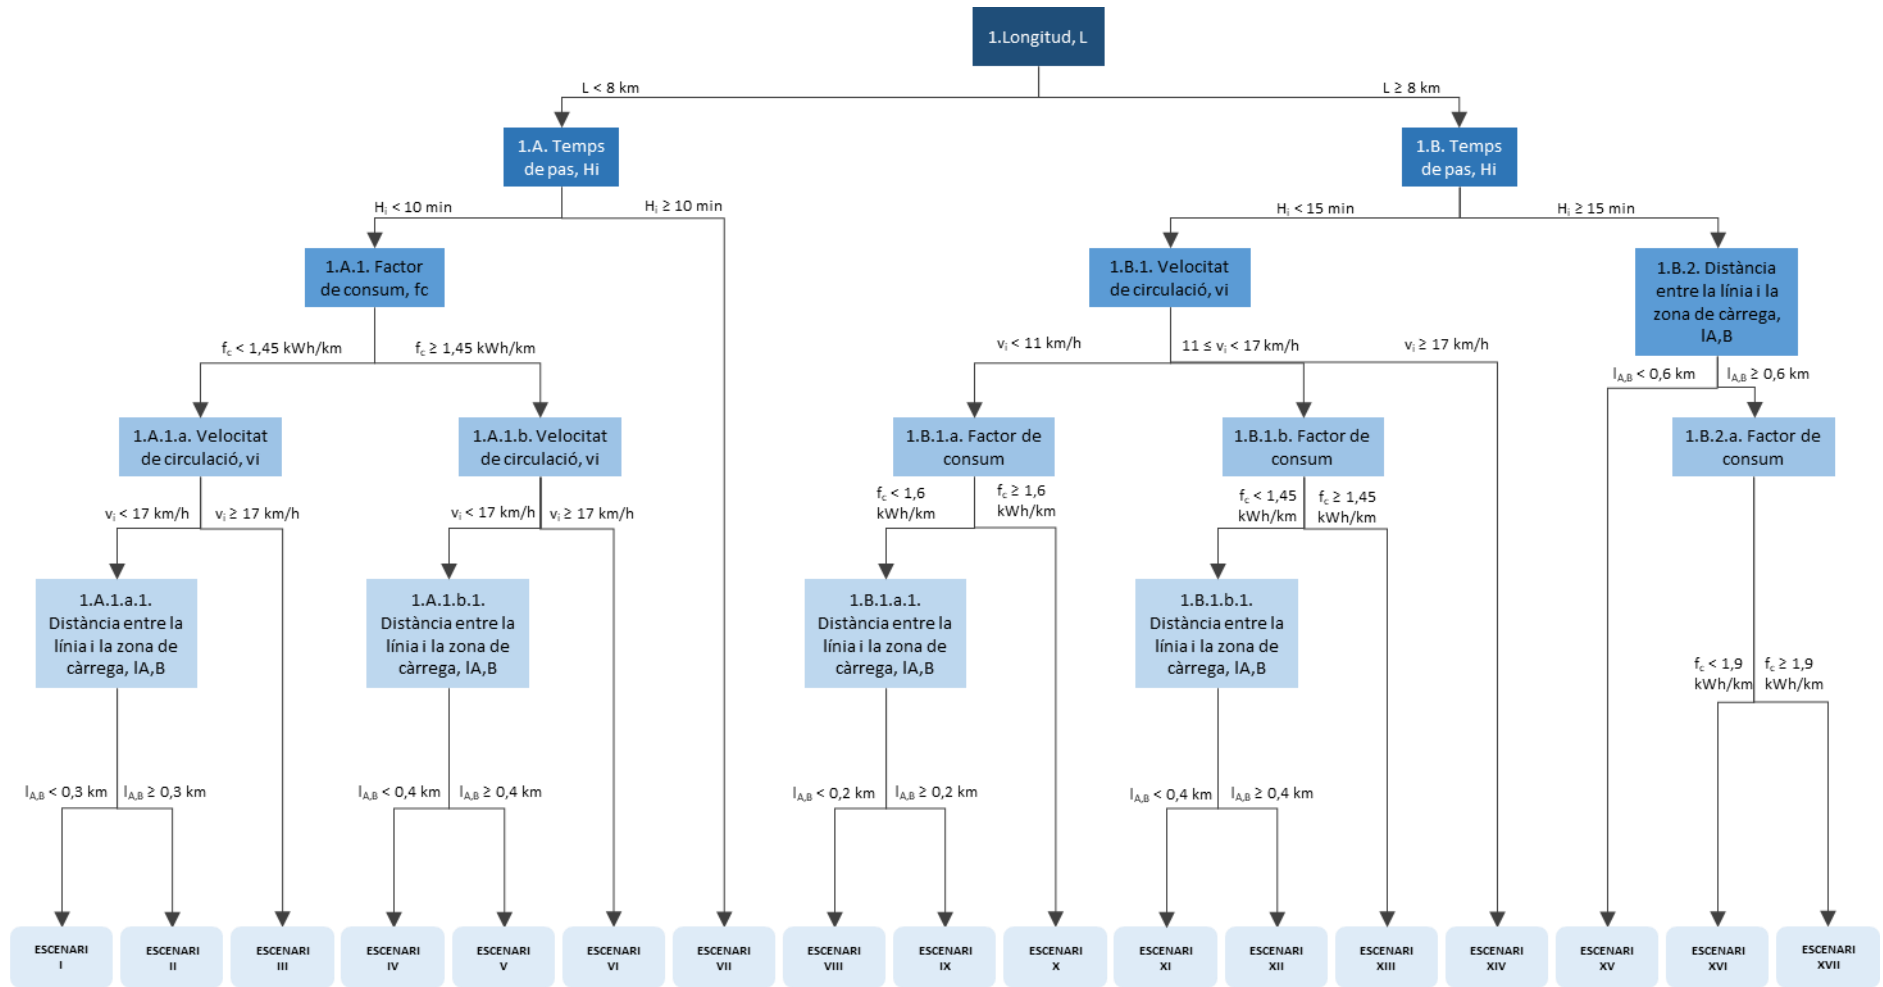 1.Longitud, L
L < 8 km
L ≥ 8 km
1.A. Temps
de pas, Hi
1.B. Temps
de pas, Hi
Hi < 10 min
Hi ≥ 10 min
Hi < 15 min
Hi ≥ 15 min
1.A.1. Factor
de consum, fc
1.B.1. Velocitat
de circulació, vi
1.B.2. Distància
entre la línia i la
zona de càrrega,
lA,B
fc < 1,45 kWh/km
fc ≥ 1,45 kWh/km
vi < 11 km/h
11 ≤ vi < 17 km/h
vi ≥ 17 km/h
lA,B < 0,6 km
lA,B ≥ 0,6 km
1.A.1.a. Velocitat
de circulació, vi
1.A.1.b. Velocitat
de circulació, vi
1.B.1.a. Factor de
consum
1.B.1.b. Factor de
consum
1.B.2.a. Factor de
consum
vi < 17 km/h
vi ≥ 17 km/h
vi < 17 km/h
vi ≥ 17 km/h
fc < 1,6
kWh/km
fc ≥ 1,6
kWh/km
fc < 1,45
kWh/km
fc ≥ 1,45
kWh/km
1.A.1.a.1.
Distància entre la
línia i la zona de
càrrega, lA,B
1.A.1.b.1.
Distància entre la
línia i la zona de
càrrega, lA,B
1.B.1.a.1.
Distància entre la
línia i la zona de
càrrega, lA,B
1.B.1.b.1.
Distància entre la
línia i la zona de
càrrega, lA,B
fc < 1,9
kWh/km
fc ≥ 1,9
kWh/km
lA,B < 0,3 km
lA,B ≥ 0,3 km
lA,B < 0,4 km
lA,B ≥ 0,4 km
lA,B < 0,2 km
lA,B ≥ 0,2 km
lA,B < 0,4 km
lA,B ≥ 0,4 km
ESCENARI
I
ESCENARI
II
ESCENARI
III
ESCENARI
IV
ESCENARI
V
ESCENARI
VI
ESCENARI
VII
ESCENARI
VIII
ESCENARI
IX
ESCENARI
X
ESCENARI
XI
ESCENARI
XII
ESCENARI
XIII
ESCENARI
XIV
ESCENARI
XV
ESCENARI
XVI
ESCENARI
XVII